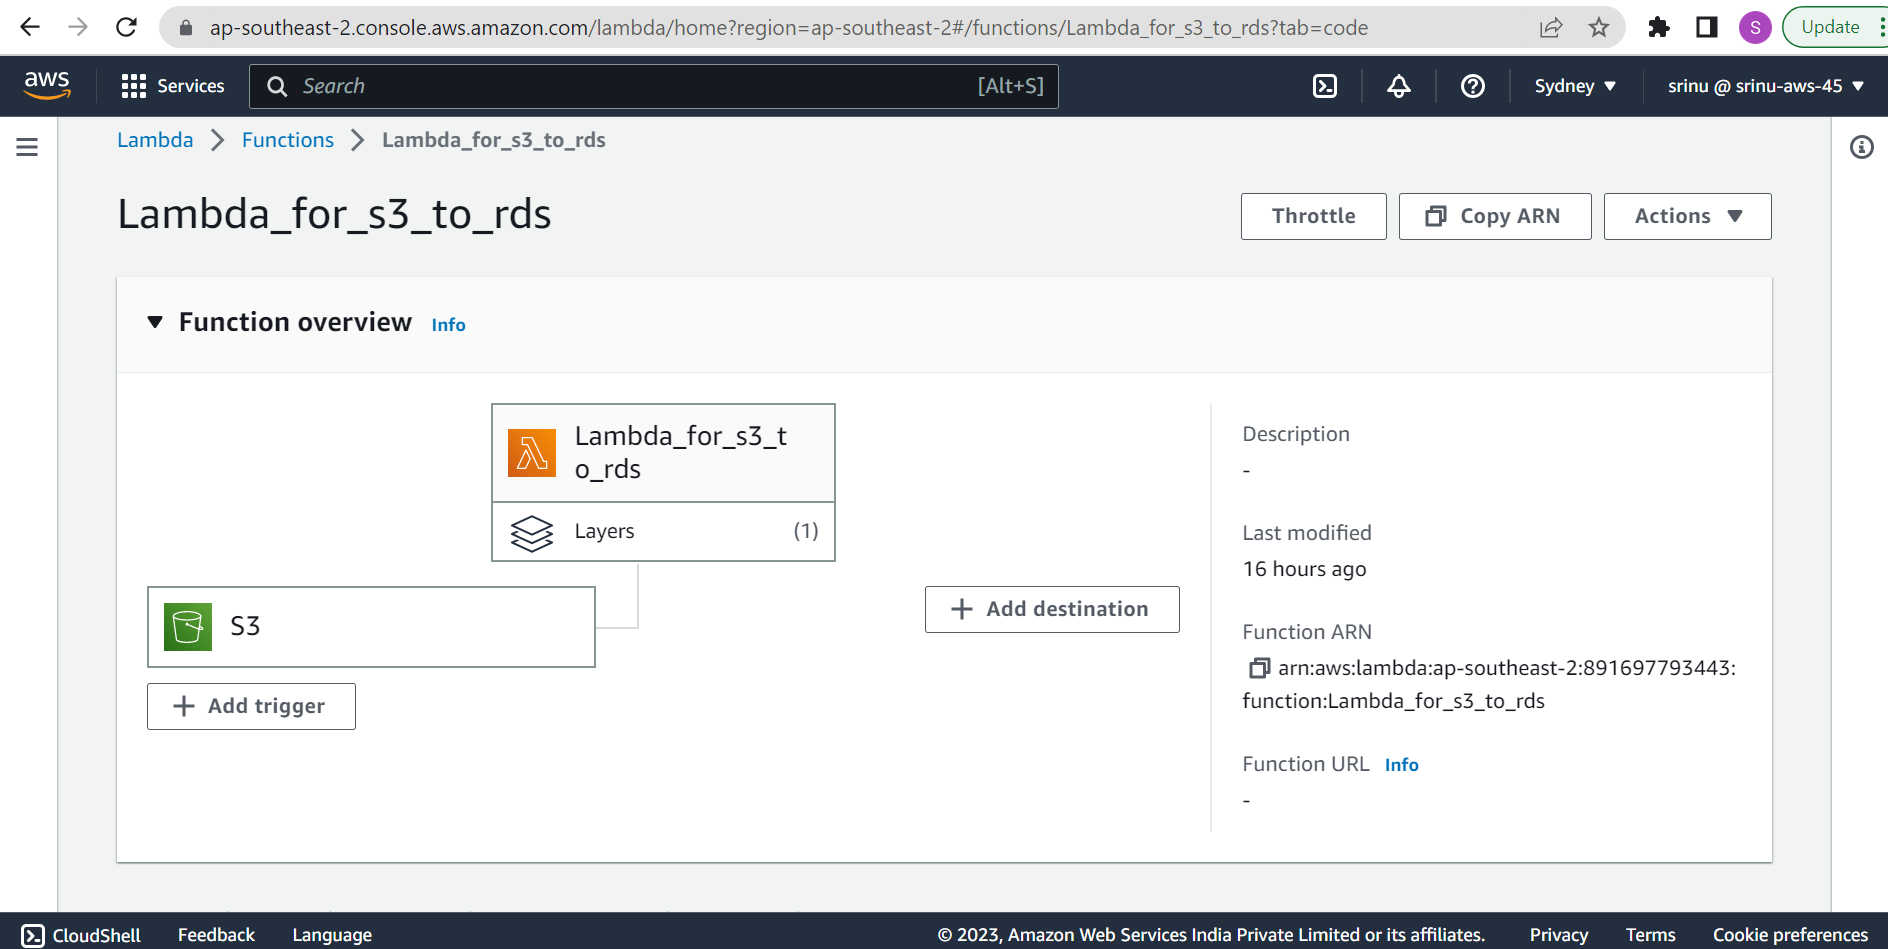 ap-southeast-2.console.aws.amazon.com/lambda/home?region=ap-southeast-2#/functions/Lambda_for_s3_to_rds?tab=code
S
Update
aws
Services
Search
[Alt+S]
Sydney
srinu @ srinu-aws-45
Lambda
Functions
Lambda_for_s3_to_rds
Lambda_for_s3_to_rds
Throttle
Copy ARN
Actions
Function overview
Info
Lambda_for_s3_t
o_rds
Layers
(1)
S3
+ Add trigger
+ Add destination
Description
-
Last modified
16 hours ago
Function ARN
arn:aws:lambda:ap-southeast-2:891697793443:
function:Lambda_for_s3_to_rds
Function URL Info
-
CloudShell
Feedback
Language
© 2023, Amazon Web Services India Private Limited or its affiliates.
Privacy
Terms
Cookie preferences